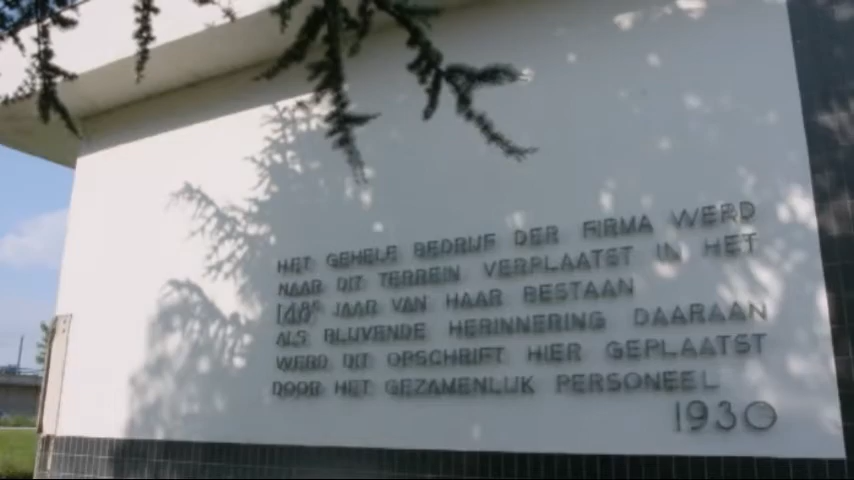 HET GEHELE BEDRIJF DER FIRMA WERD
NAAR DIT TERREIN VERPLAATST IN HET
JAAR VAN HAAR BESTAAN
ALS BLIJVENDE HERINNERING DAARAAN
WERD DIT OPSCHRIFT HIER GEPLAATST
DOOR HET GEZAMENLIJK PERSONEEL
1930